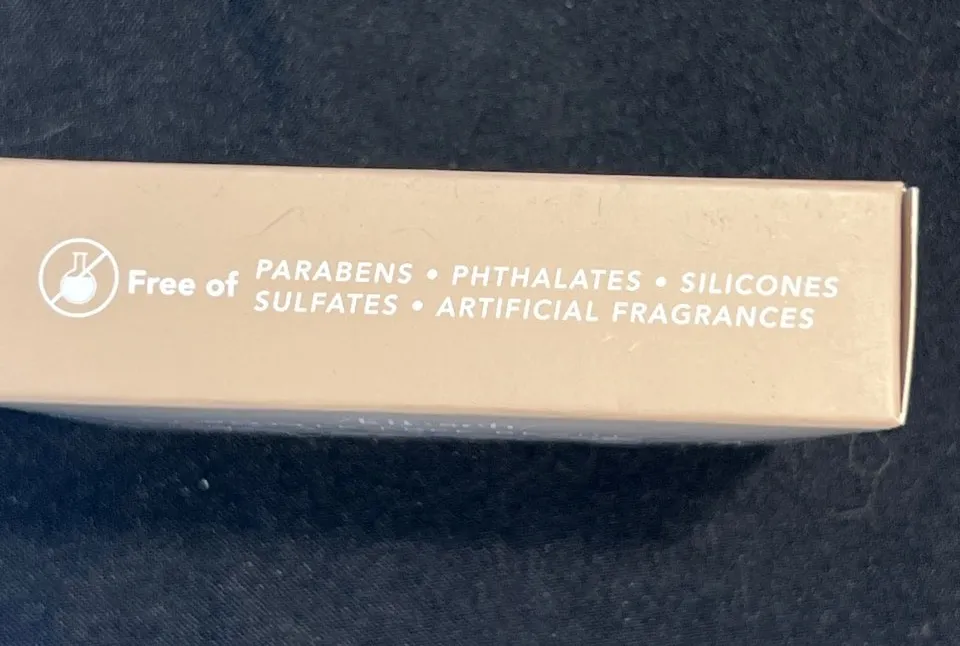 Free of
PARABENS • PHTHALATES • SILICONES
SULFATES • ARTIFICIAL FRAGRANCES